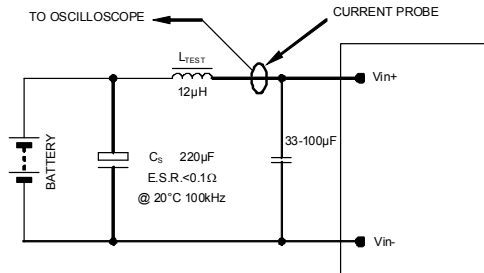 TO OSCILLOSCOPE
CURRENT PROBE
LTEST
12µH
Vin+
BATTERY
CS 220µF
E.S.R.<0.1Ω
@ 20°C 100kHz
33-100µF
Vin-